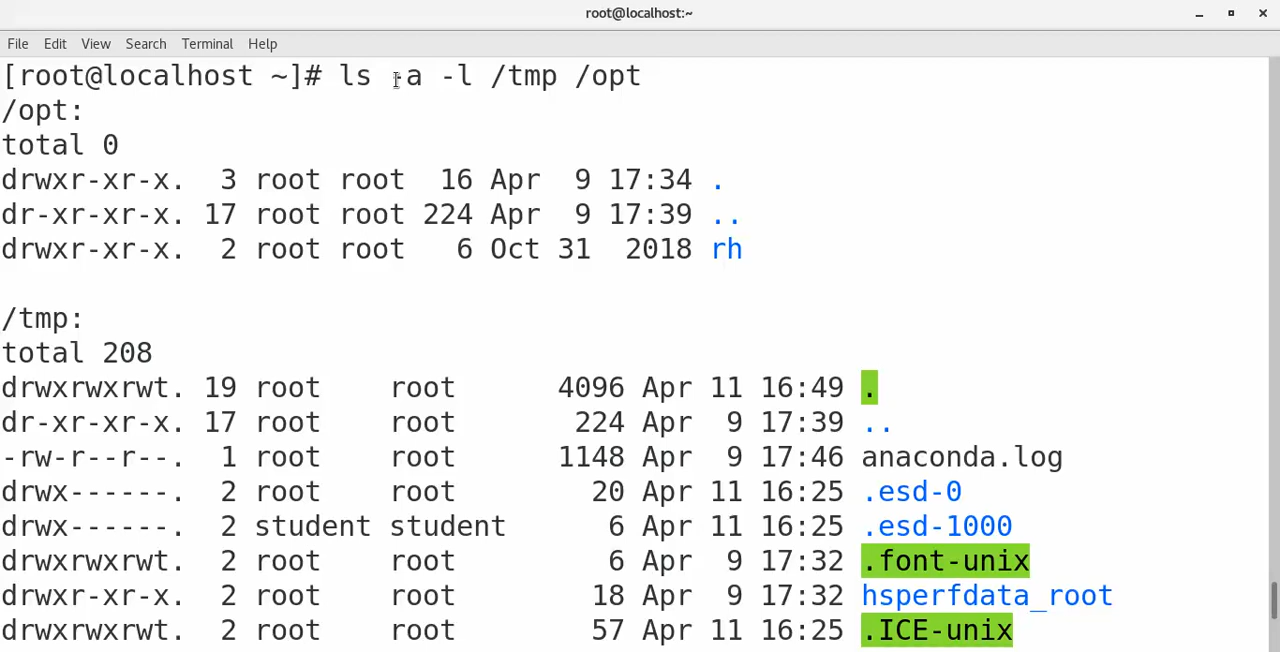 root@localhost:~
File Edit View Search Terminal Help
[root@localhost ~]# ls -a -l /tmp /opt
/opt:
total 0
drwxr-xr-x.  3 root root  16 Apr  9 17:34 .
dr-xr-xr-x. 17 root root 224 Apr  9 17:39 ..
drwxr-xr-x.  2 root root   6 Oct 31  2018 rh
/tmp:
total 208
drwxrwxrwt. 19 root    root      4096 Apr 11 16:49 .
dr-xr-xr-x. 17 root    root       224 Apr  9 17:39 ..
-rw-r--r--.  1 root    root      1148 Apr  9 17:46 anaconda.log
drwx------.  2 root    root        20 Apr 11 16:25 .esd-0
drwx------.  2 student student      6 Apr 11 16:25 .esd-1000
drwxrwxrwt.  2 root    root         6 Apr  9 17:32 .font-unix
drwxr-xr-x.  2 root    root        18 Apr  9 17:32 hsperfdata_root
drwxrwxrwt.  2 root    root        57 Apr 11 16:25 .ICE-unix